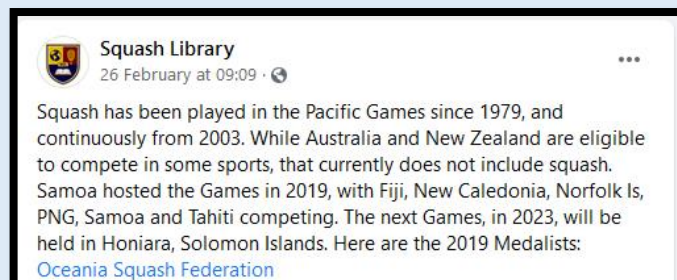 Squash Library
26 February at 09:09 ·
Squash has been played in the Pacific Games since 1979, and
continuously from 2003. While Australia and New Zealand are eligible
to compete in some sports, that currently does not include squash.
Samoa hosted the Games in 2019, with Fiji, New Caledonia, Norfolk Is,
PNG, Samoa and Tahiti competing. The next Games, in 2023, will be
held in Honiara, Solomon Islands. Here are the 2019 Medalists:
Oceania Squash Federation